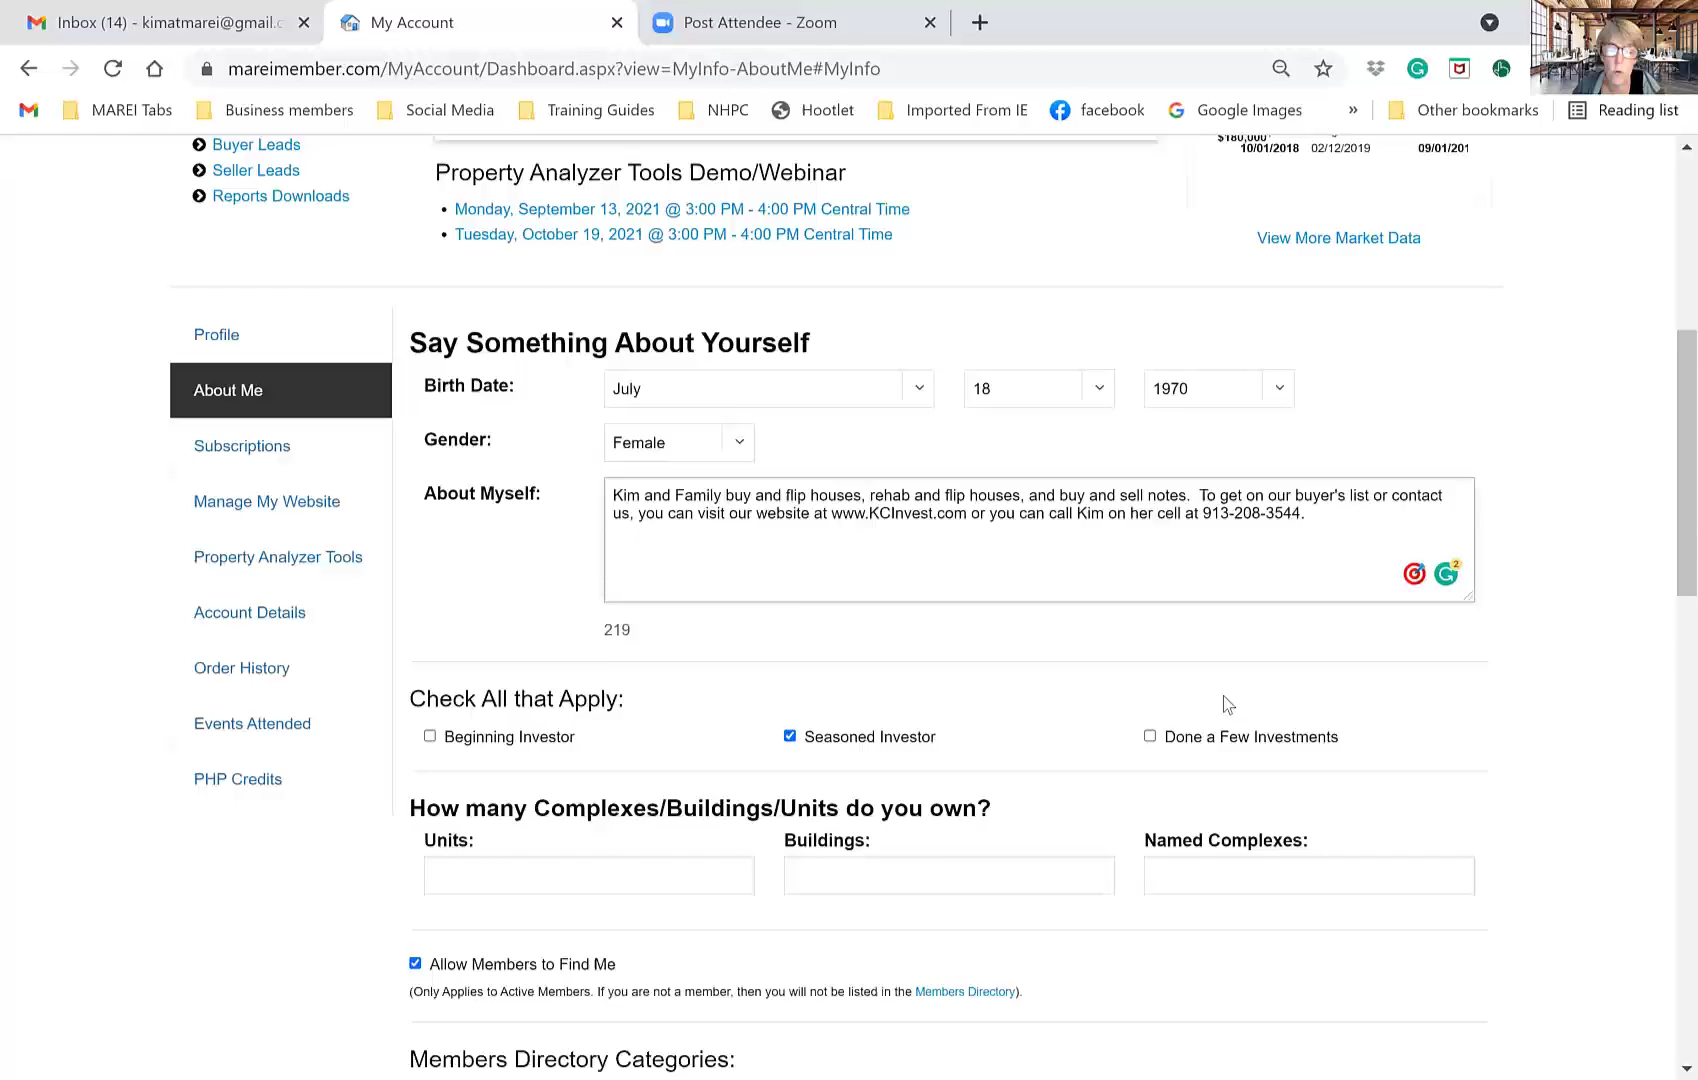 Inbox (14) - kimatmarei@gmail.c
My Account
Post Attendee - Zoom
mareimember.com/MyAccount/Dashboard.aspx?view=MyInfo-AboutMe#MyInfo
MAREI Tabs
Business members
Social Media
Training Guides
NHPC
Hootlet
Imported From IE
facebook
Google Images
»
Other bookmarks
Reading list
Buyer Leads
Seller Leads
Reports Downloads
Property Analyzer Tools Demo/Webinar
• Monday, September 13, 2021 @ 3:00 PM - 4:00 PM Central Time
• Tuesday, October 19, 2021 @ 3:00 PM - 4:00 PM Central Time
$180,000
10/01/2018 02/12/2019 09/01/201
View More Market Data
Profile
About Me
Subscriptions
Manage My Website
Property Analyzer Tools
Account Details
Order History
Events Attended
PHP Credits
Say Something About Yourself
Birth Date: July 18 1970
Gender: Female
About Myself: Kim and Family buy and flip houses, rehab and flip houses, and buy and sell notes. To get on our buyer's list or contact
us, you can visit our website at www.KCInvest.com or you can call Kim on her cell at 913-208-3544.
2
219
Check All that Apply:
Beginning Investor Seasoned Investor Done a Few Investments
How many Complexes/Buildings/Units do you own?
Units: Buildings: Named Complexes:
Allow Members to Find Me
(Only Applies to Active Members. If you are not a member, then you will not be listed in the Members Directory).
Members Directory Categories: